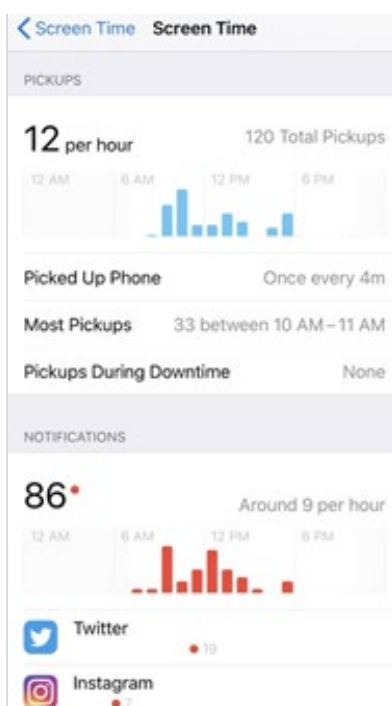 Screen Time Screen Time
PICKUPS
12 per hour 120 Total Pickups
12 AM 6 AM 12 PM 6 PM
Picked Up Phone Once every 4m
Most Pickups 33 between 10 AM–11 AM
Pickups During Downtime None
NOTIFICATIONS
86 Around 9 per hour
12 AM 6 AM 12 PM 6 PM
Twitter
19
Instagram
7